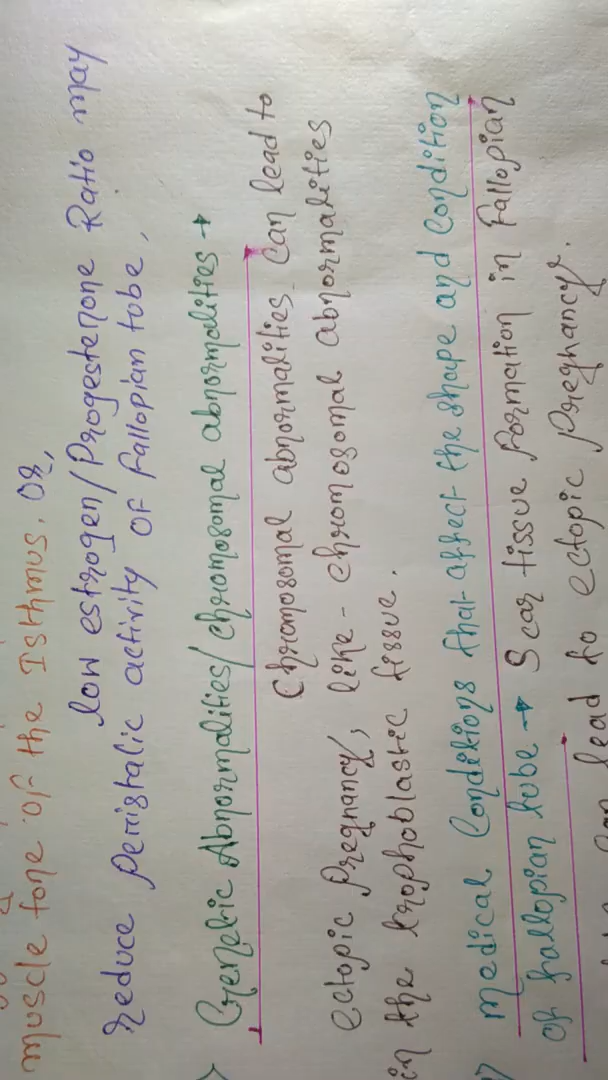 muscle tone of the Isthmus. Or,
low estrogen/Progesterone Ratio may
reduce peristalic activity of fallopian tube,
Genetic Abnormalities/chromosomal abnormalities →
Chromosomal abnormalities can lead to
ectopic pregnancy, like - chromosomal abnormalities
in the trophoblastic tissue.
Medical Conditions that affect the shape and condition
of fallopian tube → Scar tissue formation in fallopian
lead to ectopic pregnancy.